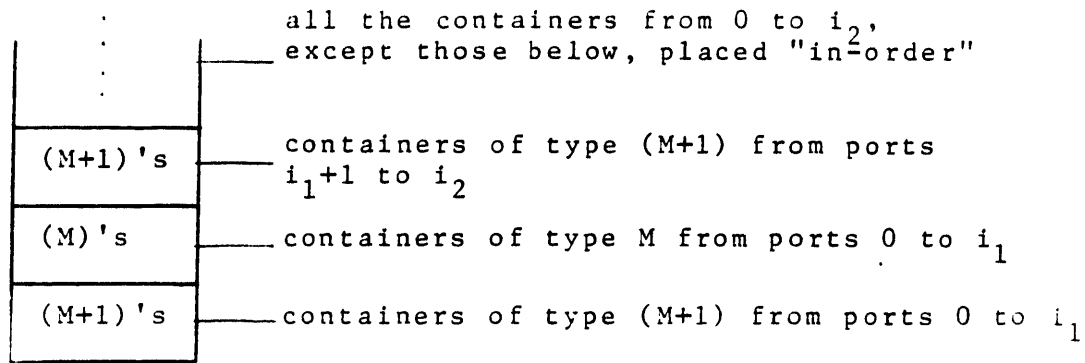 all the containers from 0 to i₂,
except those below, placed "in-order"
(M+1)'s
containers of type (M+1) from ports
i₁+1 to i₂
(M)'s
containers of type M from ports 0 to i₁
(M+1)'s
containers of type (M+1) from ports 0 to i₁